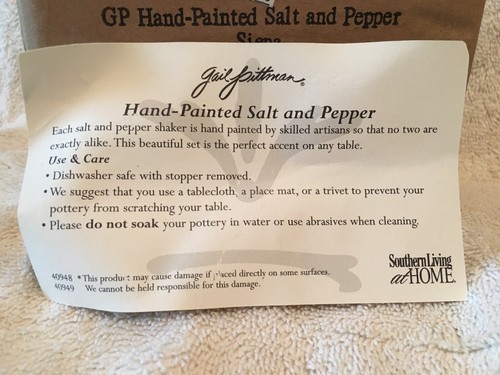 GP Hand-Painted Salt and Pepper
Siena
Gail Pittman®
Hand-Painted Salt and Pepper
Each salt and pepper shaker is hand painted by skilled artisans so that no two are
exactly alike. This beautiful set is the perfect accent on any table.
Use & Care
• Dishwasher safe with stopper removed.
• We suggest that you use a tablecloth, a place mat, or a trivet to prevent your
pottery from scratching your table.
• Please do not soak your pottery in water or use abrasives when cleaning.
40948 * This product may cause damage if placed directly on some surfaces.
40949 We cannot be held responsible for this damage.
Southern Living
at HOME.